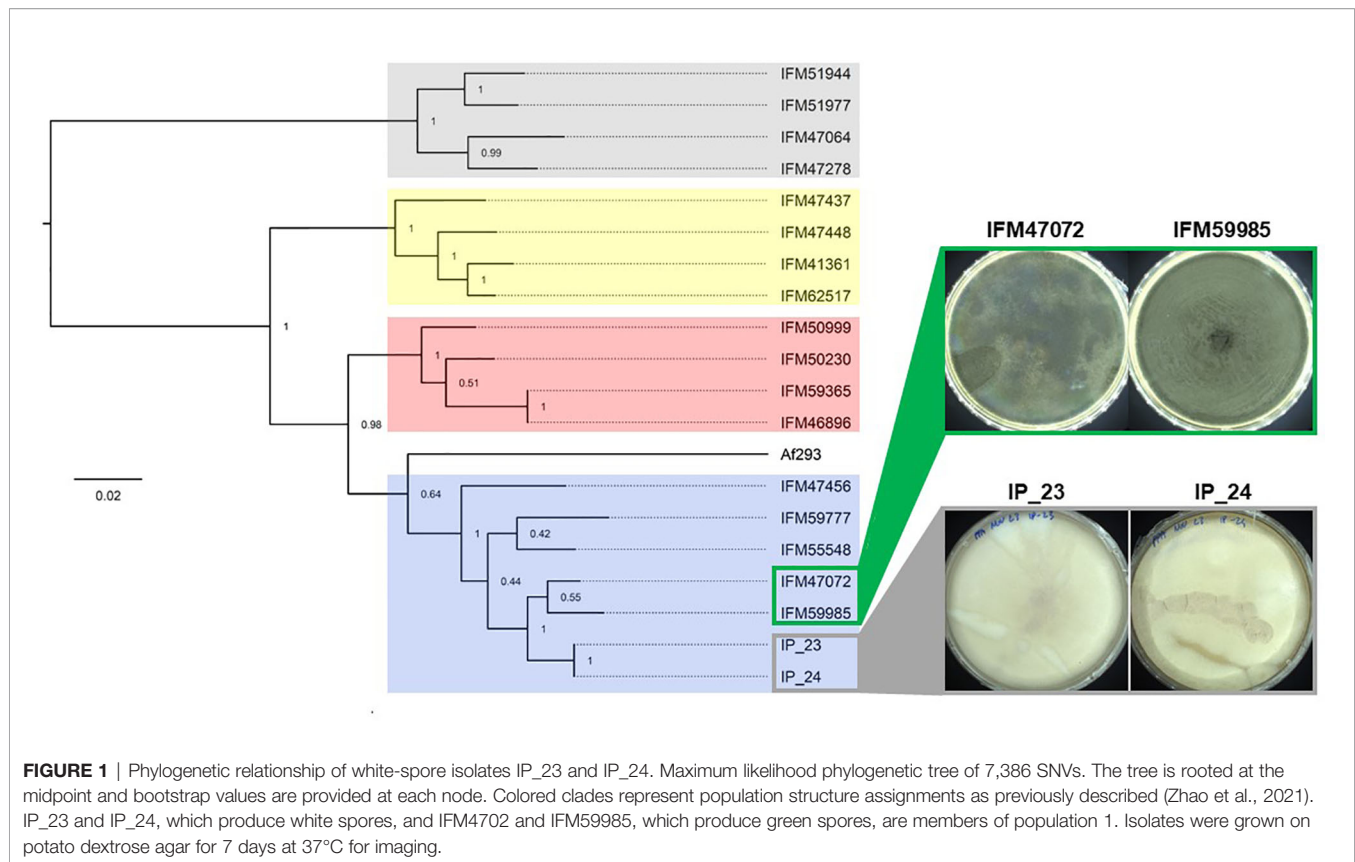 IFM51944
1
IFM51977
1
IFM47064
0.99
IFM47278
IFM47437
1
IFM47448
1
IFM41361
1
IFM62517
IFM47072 IFM59985
1
IFM50999
1
IFM50230
0.51
IFM59365
1
IFM46896
0.98
Af293
0.02
0.64
IFM47456
IP_23 IP_24
IFM59777
1
0.42
IFM55548
0.44
IFM47072
0.55
IFM59985
1
IP_23
1
IP_24
FIGURE 1 | Phylogenetic relationship of white-spore isolates IP_23 and IP_24. Maximum likelihood phylogenetic tree of 7,386 SNVs. The tree is rooted at the
midpoint and bootstrap values are provided at each node. Colored clades represent population structure assignments as previously described (Zhao et al., 2021).
IP_23 and IP_24, which produce white spores, and IFM4702 and IFM59985, which produce green spores, are members of population 1. Isolates were grown on
potato dextrose agar for 7 days at 37°C for imaging.